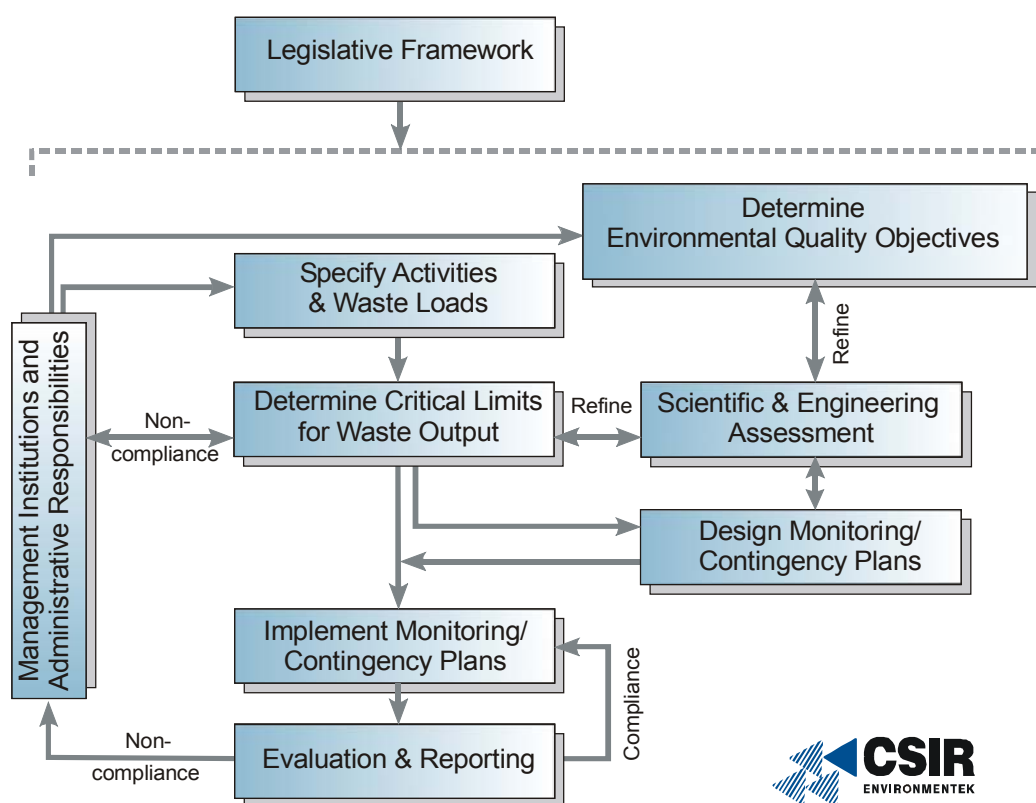 Legislative Framework
Determine
Environmental Quality Objectives
Specify Activities
& Waste Loads
Refine
Management Institutions and
Administrative Responsibilities
Non-
compliance
Determine Critical Limits
for Waste Output
Refine
Scientific & Engineering
Assessment
Design Monitoring/
Contingency Plans
Implement Monitoring/
Contingency Plans
Compliance
Non-
compliance
Evaluation & Reporting
CSIR
ENVIRONMENTEK